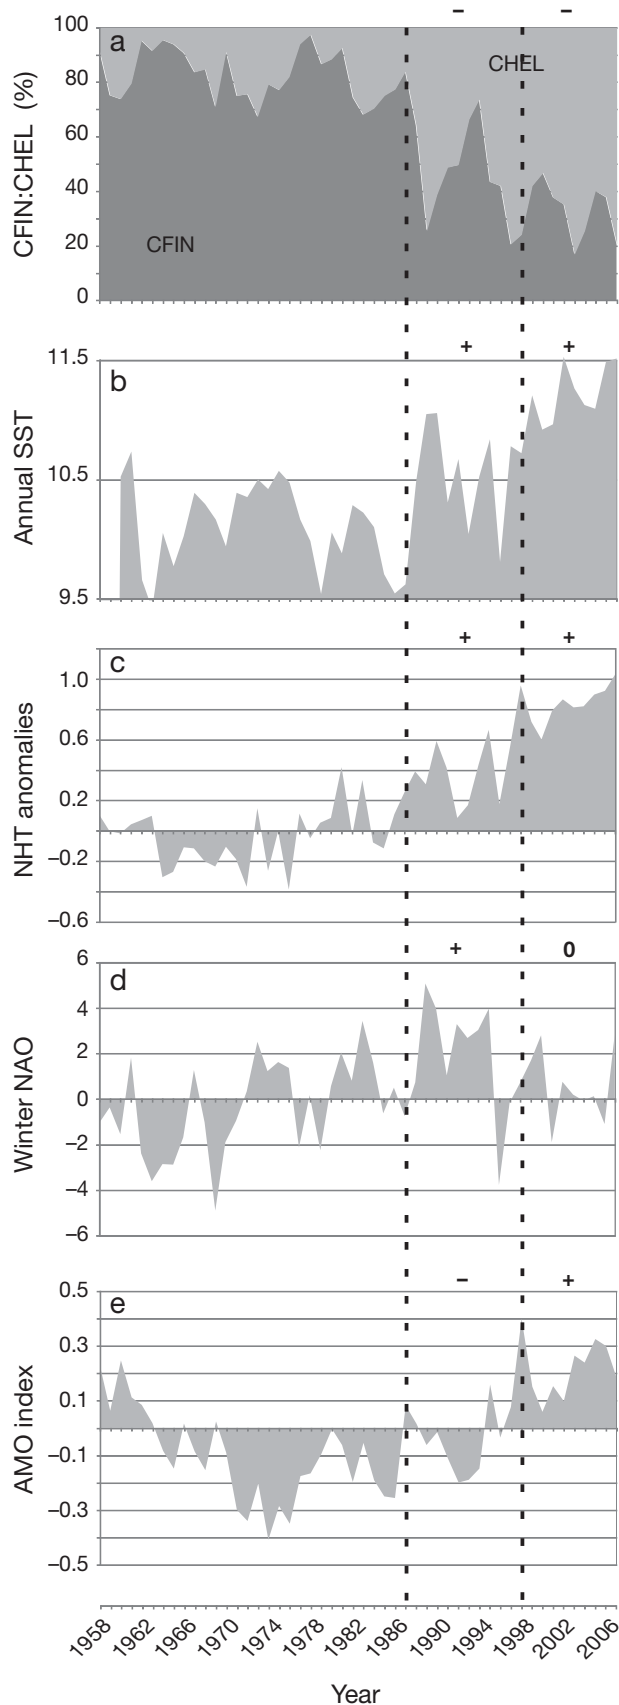 − −
100
a
CHEL
80
60
CFIN:CHEL (%)
40
CFIN
20
0
+ +
11.5
b
Annual SST
10.5
9.5
+ +
c
1.0
0.6
NHT anomalies
0.2
−0.2
−0.6
+ 0
6
d
4
2
Winter NAO
0
−2
−4
−6
− +
0.5
e
0.3
0.1
AMO index
−0.1
−0.3
−0.5
1958 1962 1966 1970 1974 1978 1982 1986 1990 1994 1998 2002 2006
Year